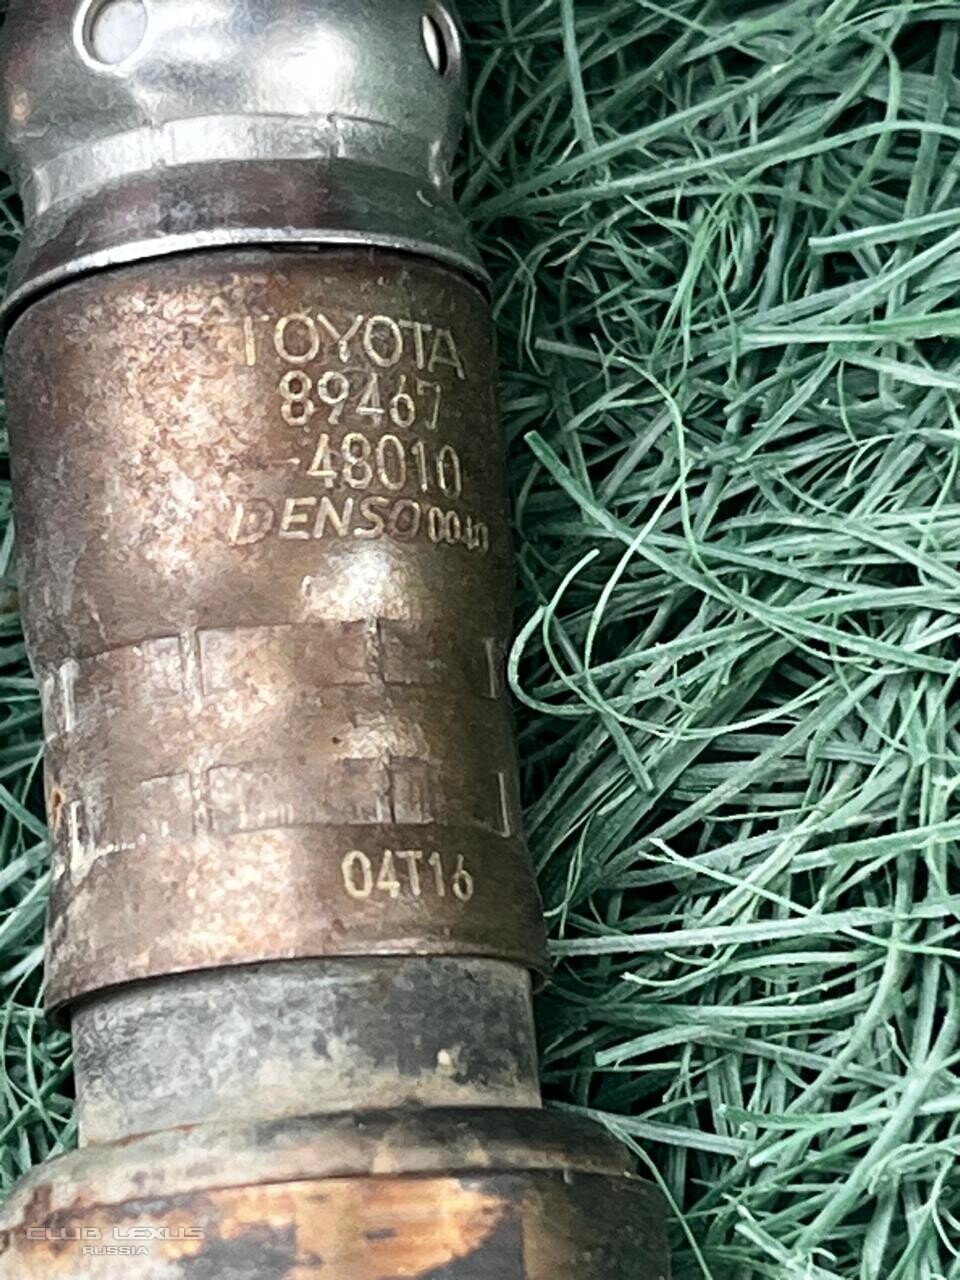 TOYOTA
89467
-48010
DENSO
04T16
CLUB LEXUS
RUSSIA